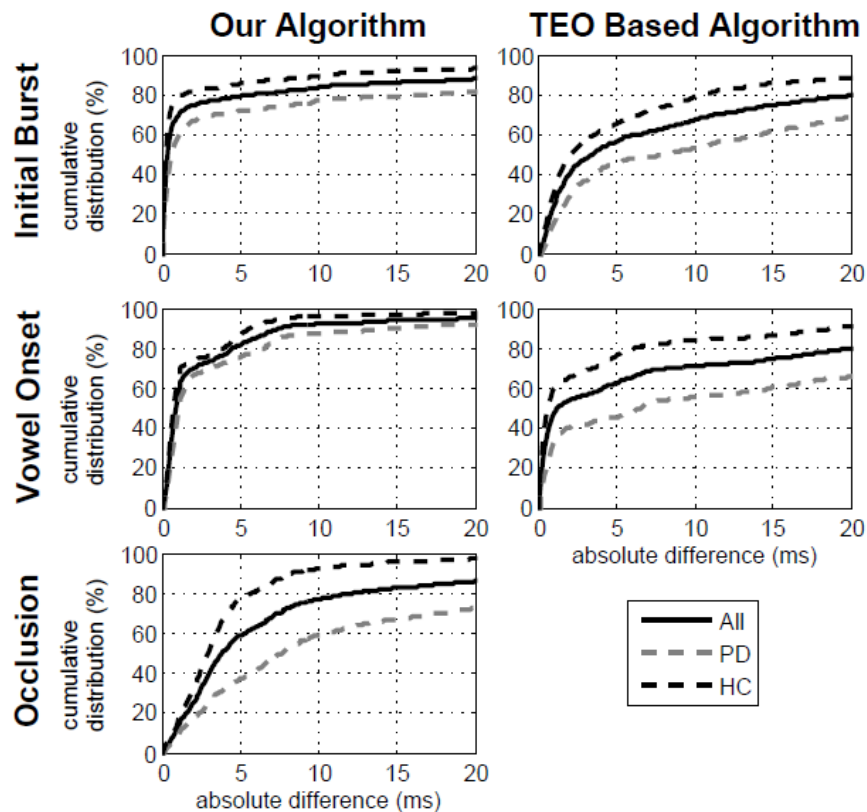 Our Algorithm
TEO Based Algorithm
Initial Burst
cumulative
distribution (%)
100
80
60
40
20
0
0 5 10 15 20
100
80
60
40
20
0
0 5 10 15 20
Vowel Onset
cumulative
distribution (%)
100
80
60
40
20
0
0 5 10 15 20
100
80
60
40
20
0
0 5 10 15 20
absolute difference (ms)
Occlusion
cumulative
distribution (%)
100
80
60
40
20
0
0 5 10 15 20
absolute difference (ms)
All
PD
HC